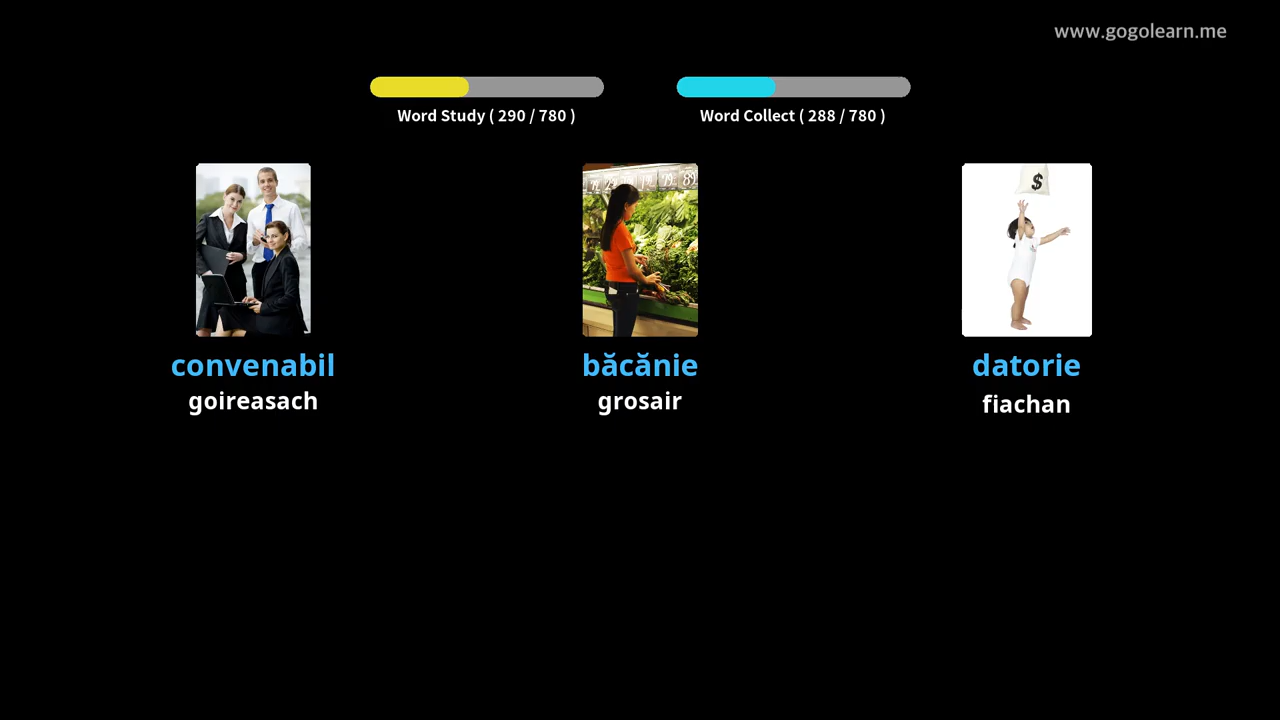 www.gogolearn.me
Word Study ( 290 / 780 )
Word Collect ( 288 / 780 )
$
convenabil
băcănie
datorie
goireasach
grosair
fiachan